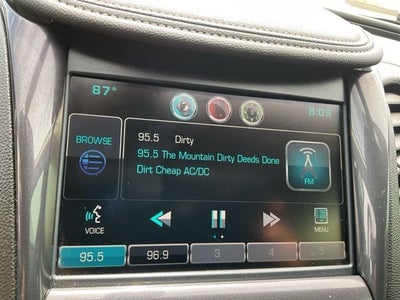 87°
8:09
BROWSE
95.5 Dirty
95.5 The Mountain Dirty Deeds Done
Dirt Cheap AC/DC
FM
VOICE
MENU
95.5
96.9
3
4
5